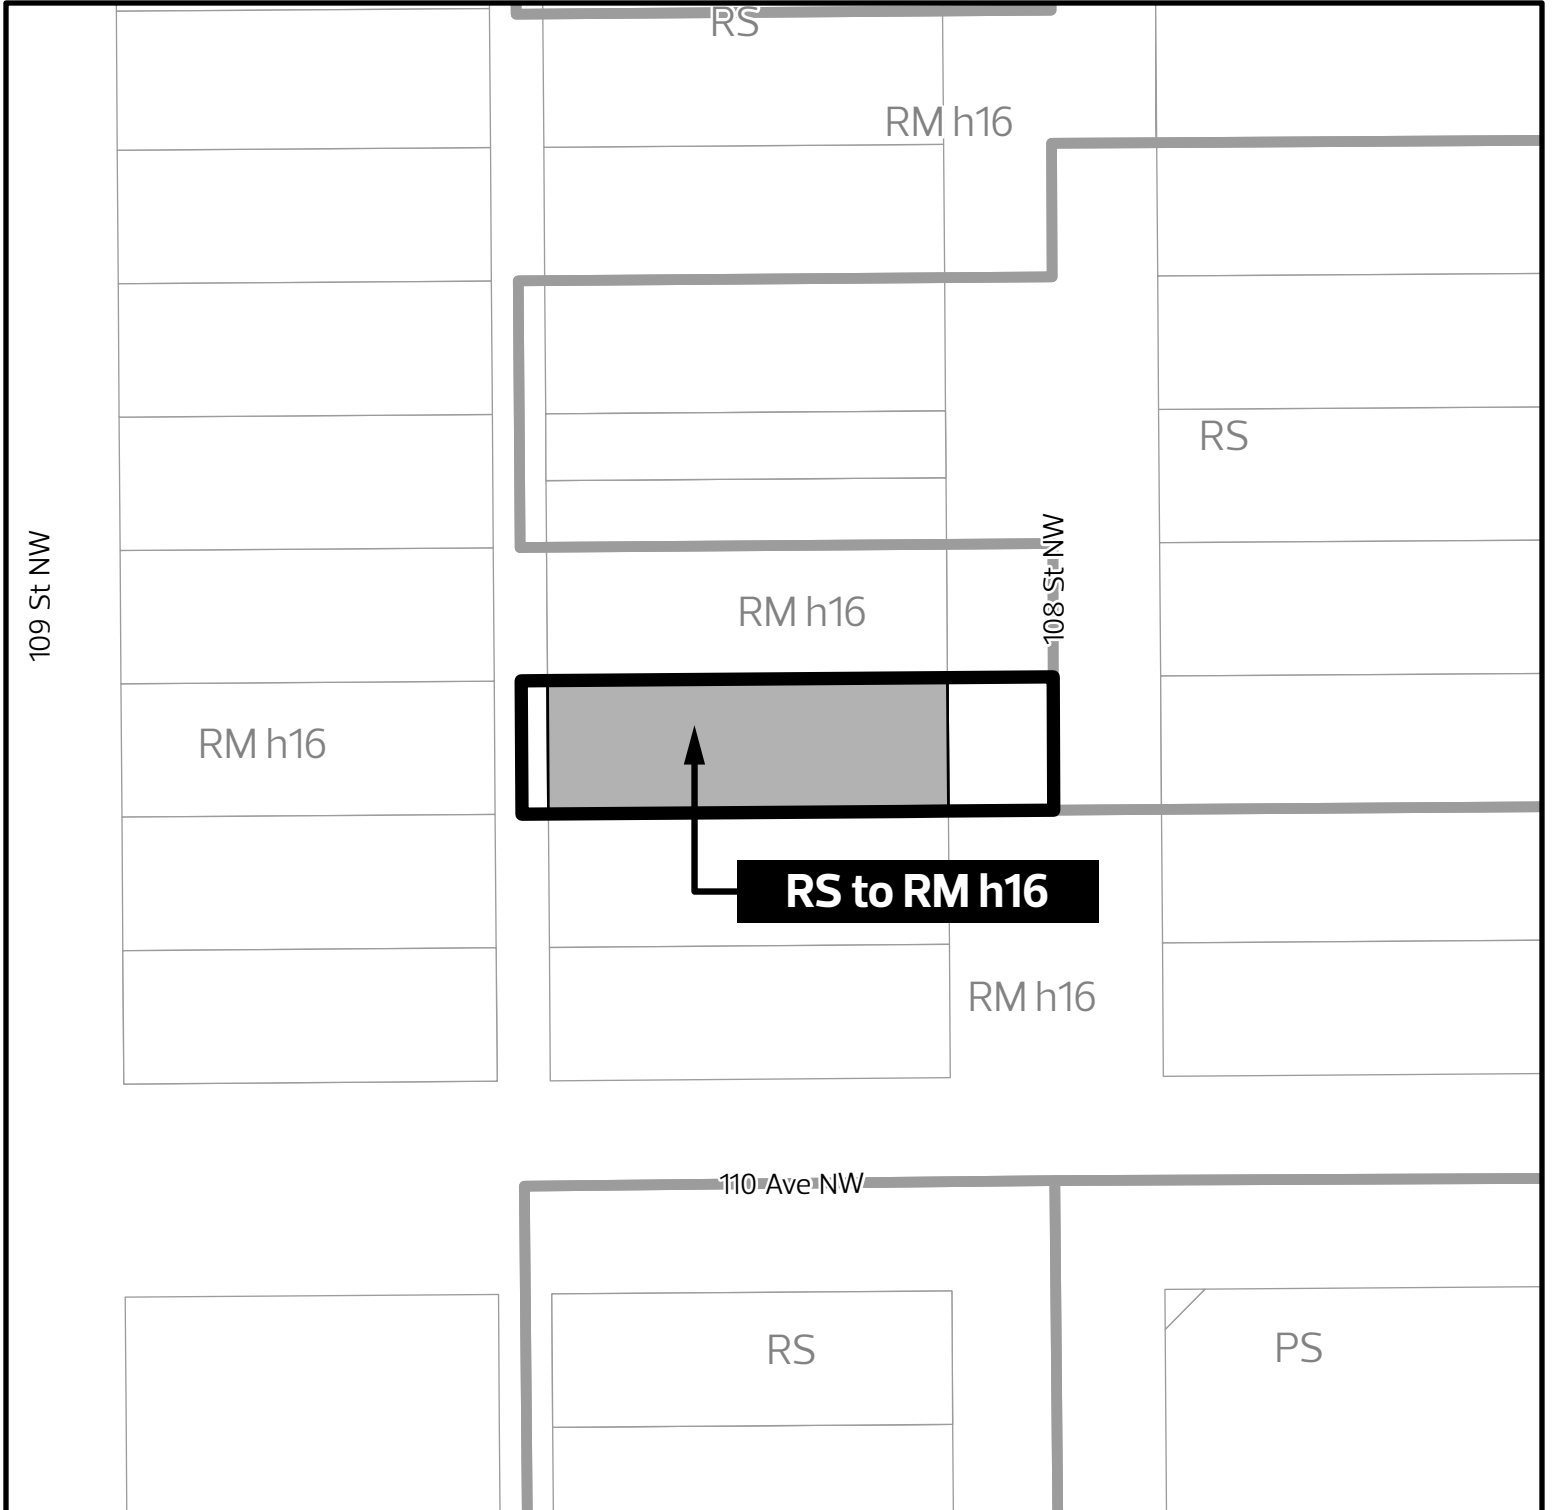 RS
RM h16
RS
109 St NW
108 St NW
RM h16
RM h16
RS to RM h16
RM h16
110 Ave NW
RS
PS